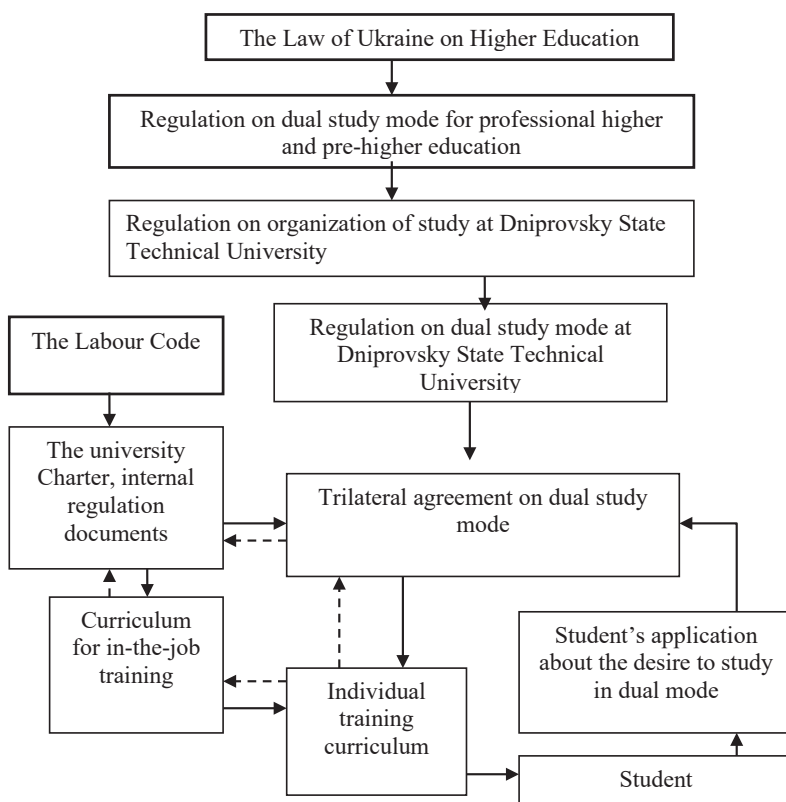 The Law of Ukraine on Higher Education
Regulation on dual study mode for professional higher
and pre-higher education
Regulation on organization of study at Dniprovsky State
Technical University
Regulation on dual study mode at
Dniprovsky State Technical
University
The Labour Code
The university
Charter, internal
regulation
documents
Trilateral agreement on dual study
mode
Curriculum
for in-the-job
training
Individual
training
curriculum
Student’s application
about the desire to study
in dual mode
Student